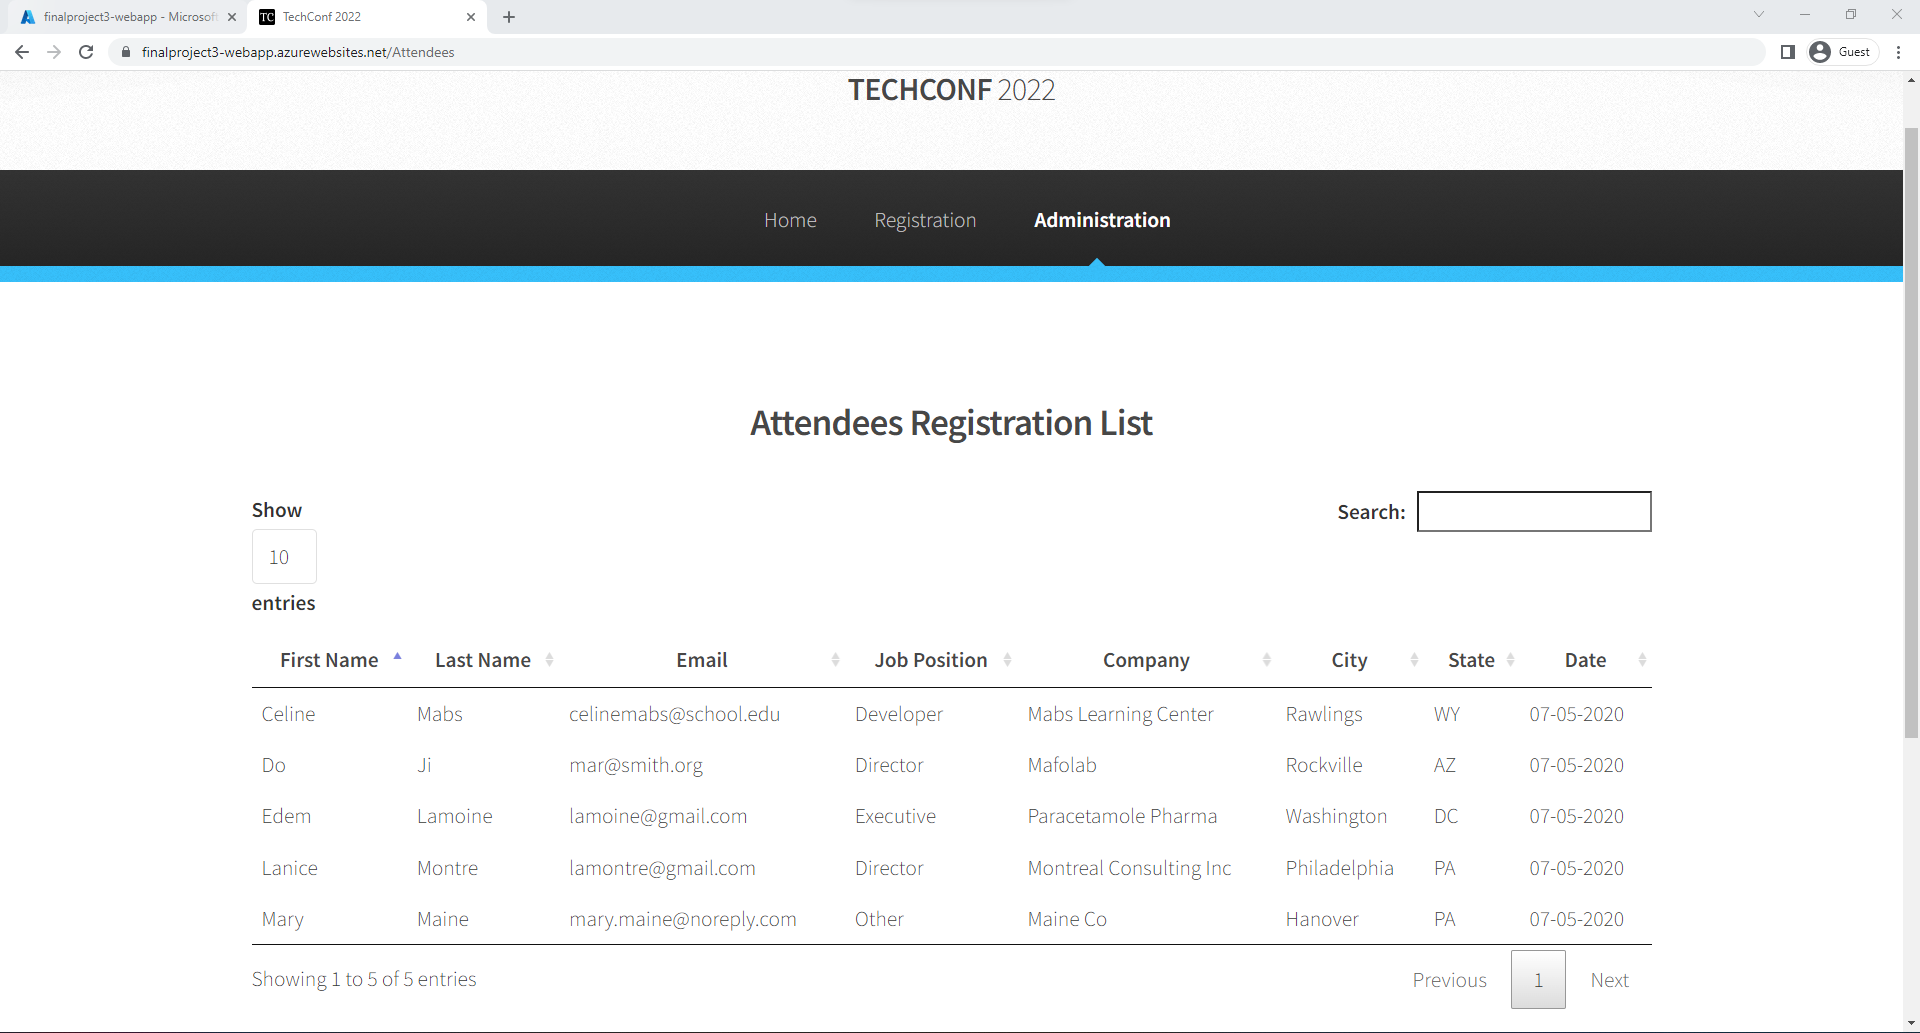 finalproject3-webapp - Microsoft
TC TechConf 2022
finalproject3-webapp.azurewebsites.net/Attendees
Guest
TECHCONF 2022
Home Registration Administration
Attendees Registration List
Show
10
entries
Search:
First Name Last Name Email Job Position Company City State Date
Celine Mabs celinemabs@school.edu Developer Mabs Learning Center Rawlings WY 07-05-2020
Do Ji mar@smith.org Director Mafolab Rockville AZ 07-05-2020
Edem Lamoine lamoine@gmail.com Executive Paracetamole Pharma Washington DC 07-05-2020
Lanice Montre lamontre@gmail.com Director Montreal Consulting Inc Philadelphia PA 07-05-2020
Mary Maine mary.maine@noreply.com Other Maine Co Hanover PA 07-05-2020
Showing 1 to 5 of 5 entries
Previous 1 Next